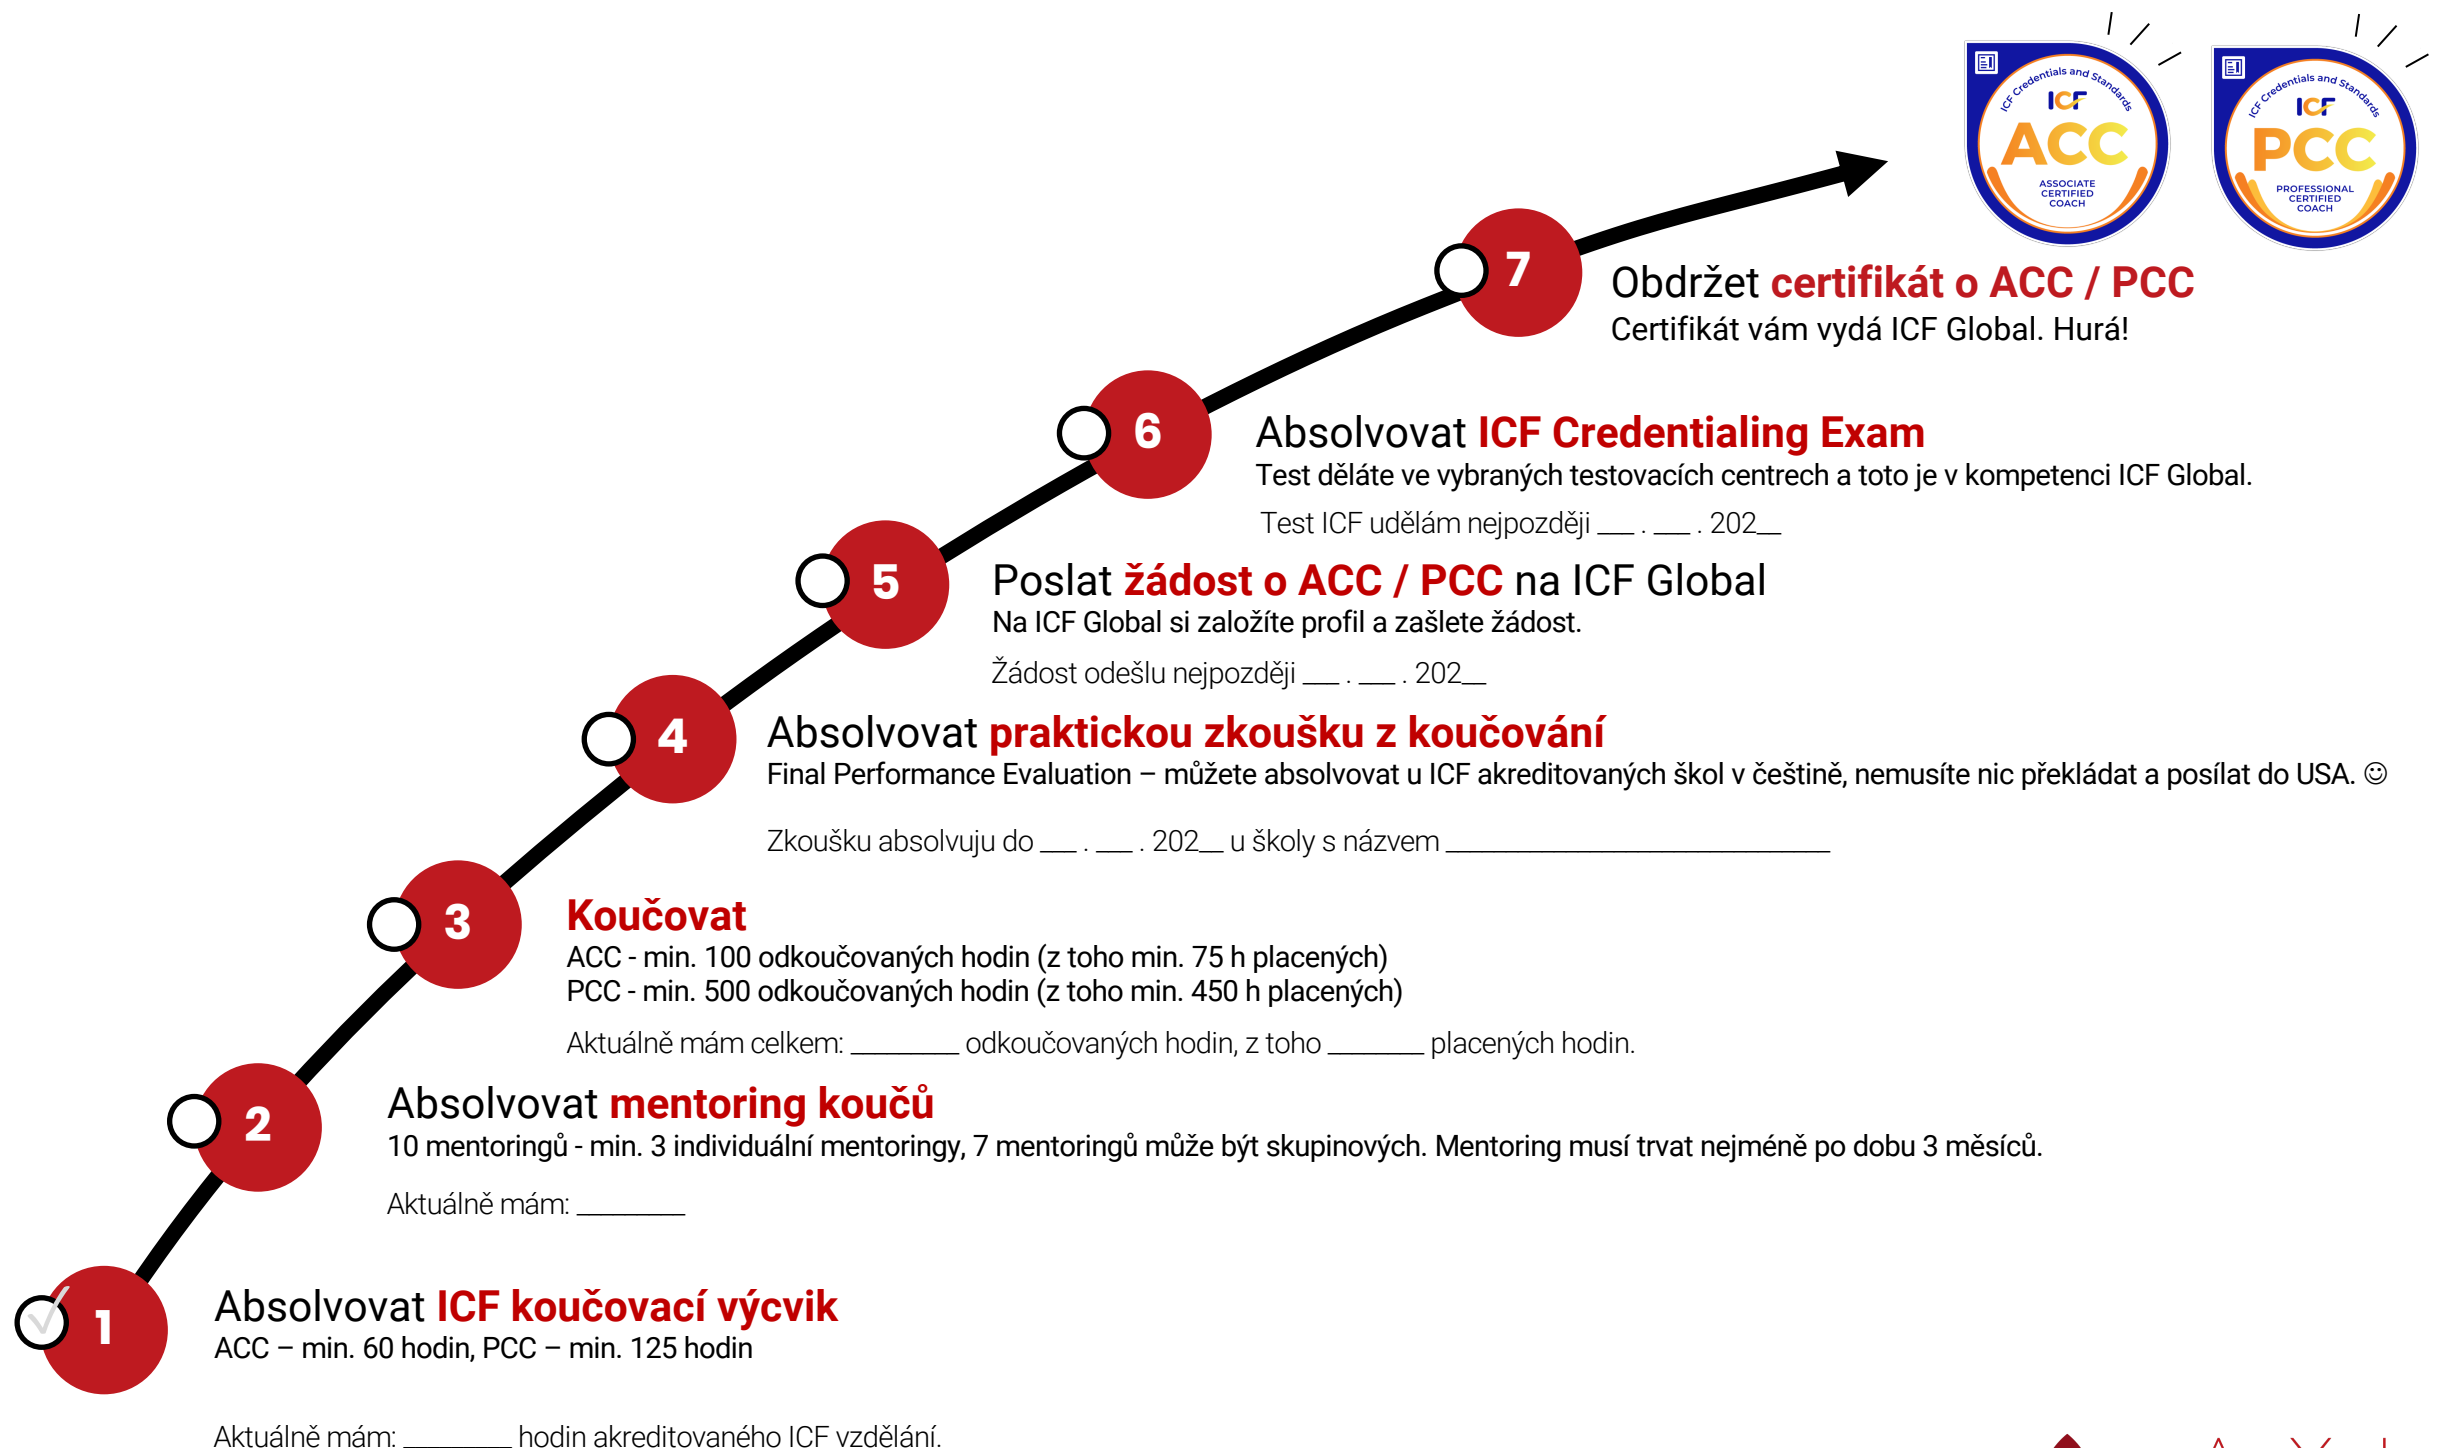 ICF Credentials and Standards
ICF
ACC
ASSOCIATE
CERTIFIED
COACH
ICF Credentials and Standards
ICF
PCC
PROFESSIONAL
CERTIFIED
COACH
7
Obdržet certifikát o ACC / PCC
Certifikát vám vydá ICF Global. Hurá!
6
Absolvovat ICF Credentialing Exam
Test děláte ve vybraných testovacích centrech a toto je v kompetenci ICF Global.
Test ICF udělám nejpozději ___ . ___ . 202__
5
Poslat žádost o ACC / PCC na ICF Global
Na ICF Global si založíte profil a zašlete žádost.
Žádost odešlu nejpozději ___ . ___ . 202__
4
Absolvovat praktickou zkoušku z koučování
Final Performance Evaluation – můžete absolvovat u ICF akreditovaných škol v češtině, nemusíte nic překládat a posílat do USA. ☺
Zkoušku absolvuju do ___ . ___ . 202__ u školy s názvem ________________________________
3
Koučovat
ACC - min. 100 odkoučovaných hodin (z toho min. 75 h placených)
PCC - min. 500 odkoučovaných hodin (z toho min. 450 h placených)
Aktuálně mám celkem: _________ odkoučovaných hodin, z toho ________ placených hodin.
2
Absolvovat mentoring koučů
10 mentoringů - min. 3 individuální mentoringy, 7 mentoringů může být skupinových. Mentoring musí trvat nejméně po dobu 3 měsíců.
Aktuálně mám: _________
1
Absolvovat ICF koučovací výcvik
ACC – min. 60 hodin, PCC – min. 125 hodin
Aktuálně mám: _________ hodin akreditovaného ICF vzdělání.